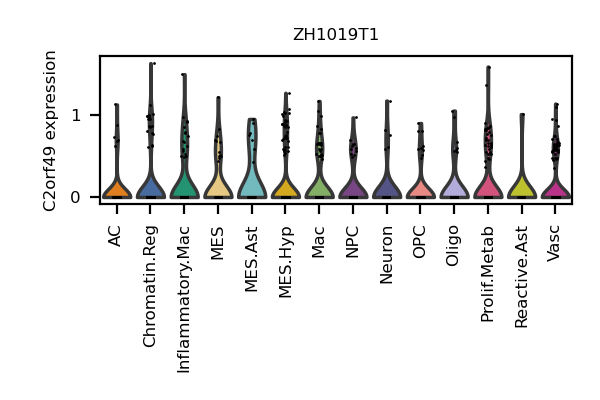 ZH1019T1
C2orf49 expression
1
0
AC
Chromatin.Reg
Inflammatory.Mac
MES
MES.Ast
MES.Hyp
Mac
NPC
Neuron
OPC
Oligo
Prolif.Metab
Reactive.Ast
Vasc